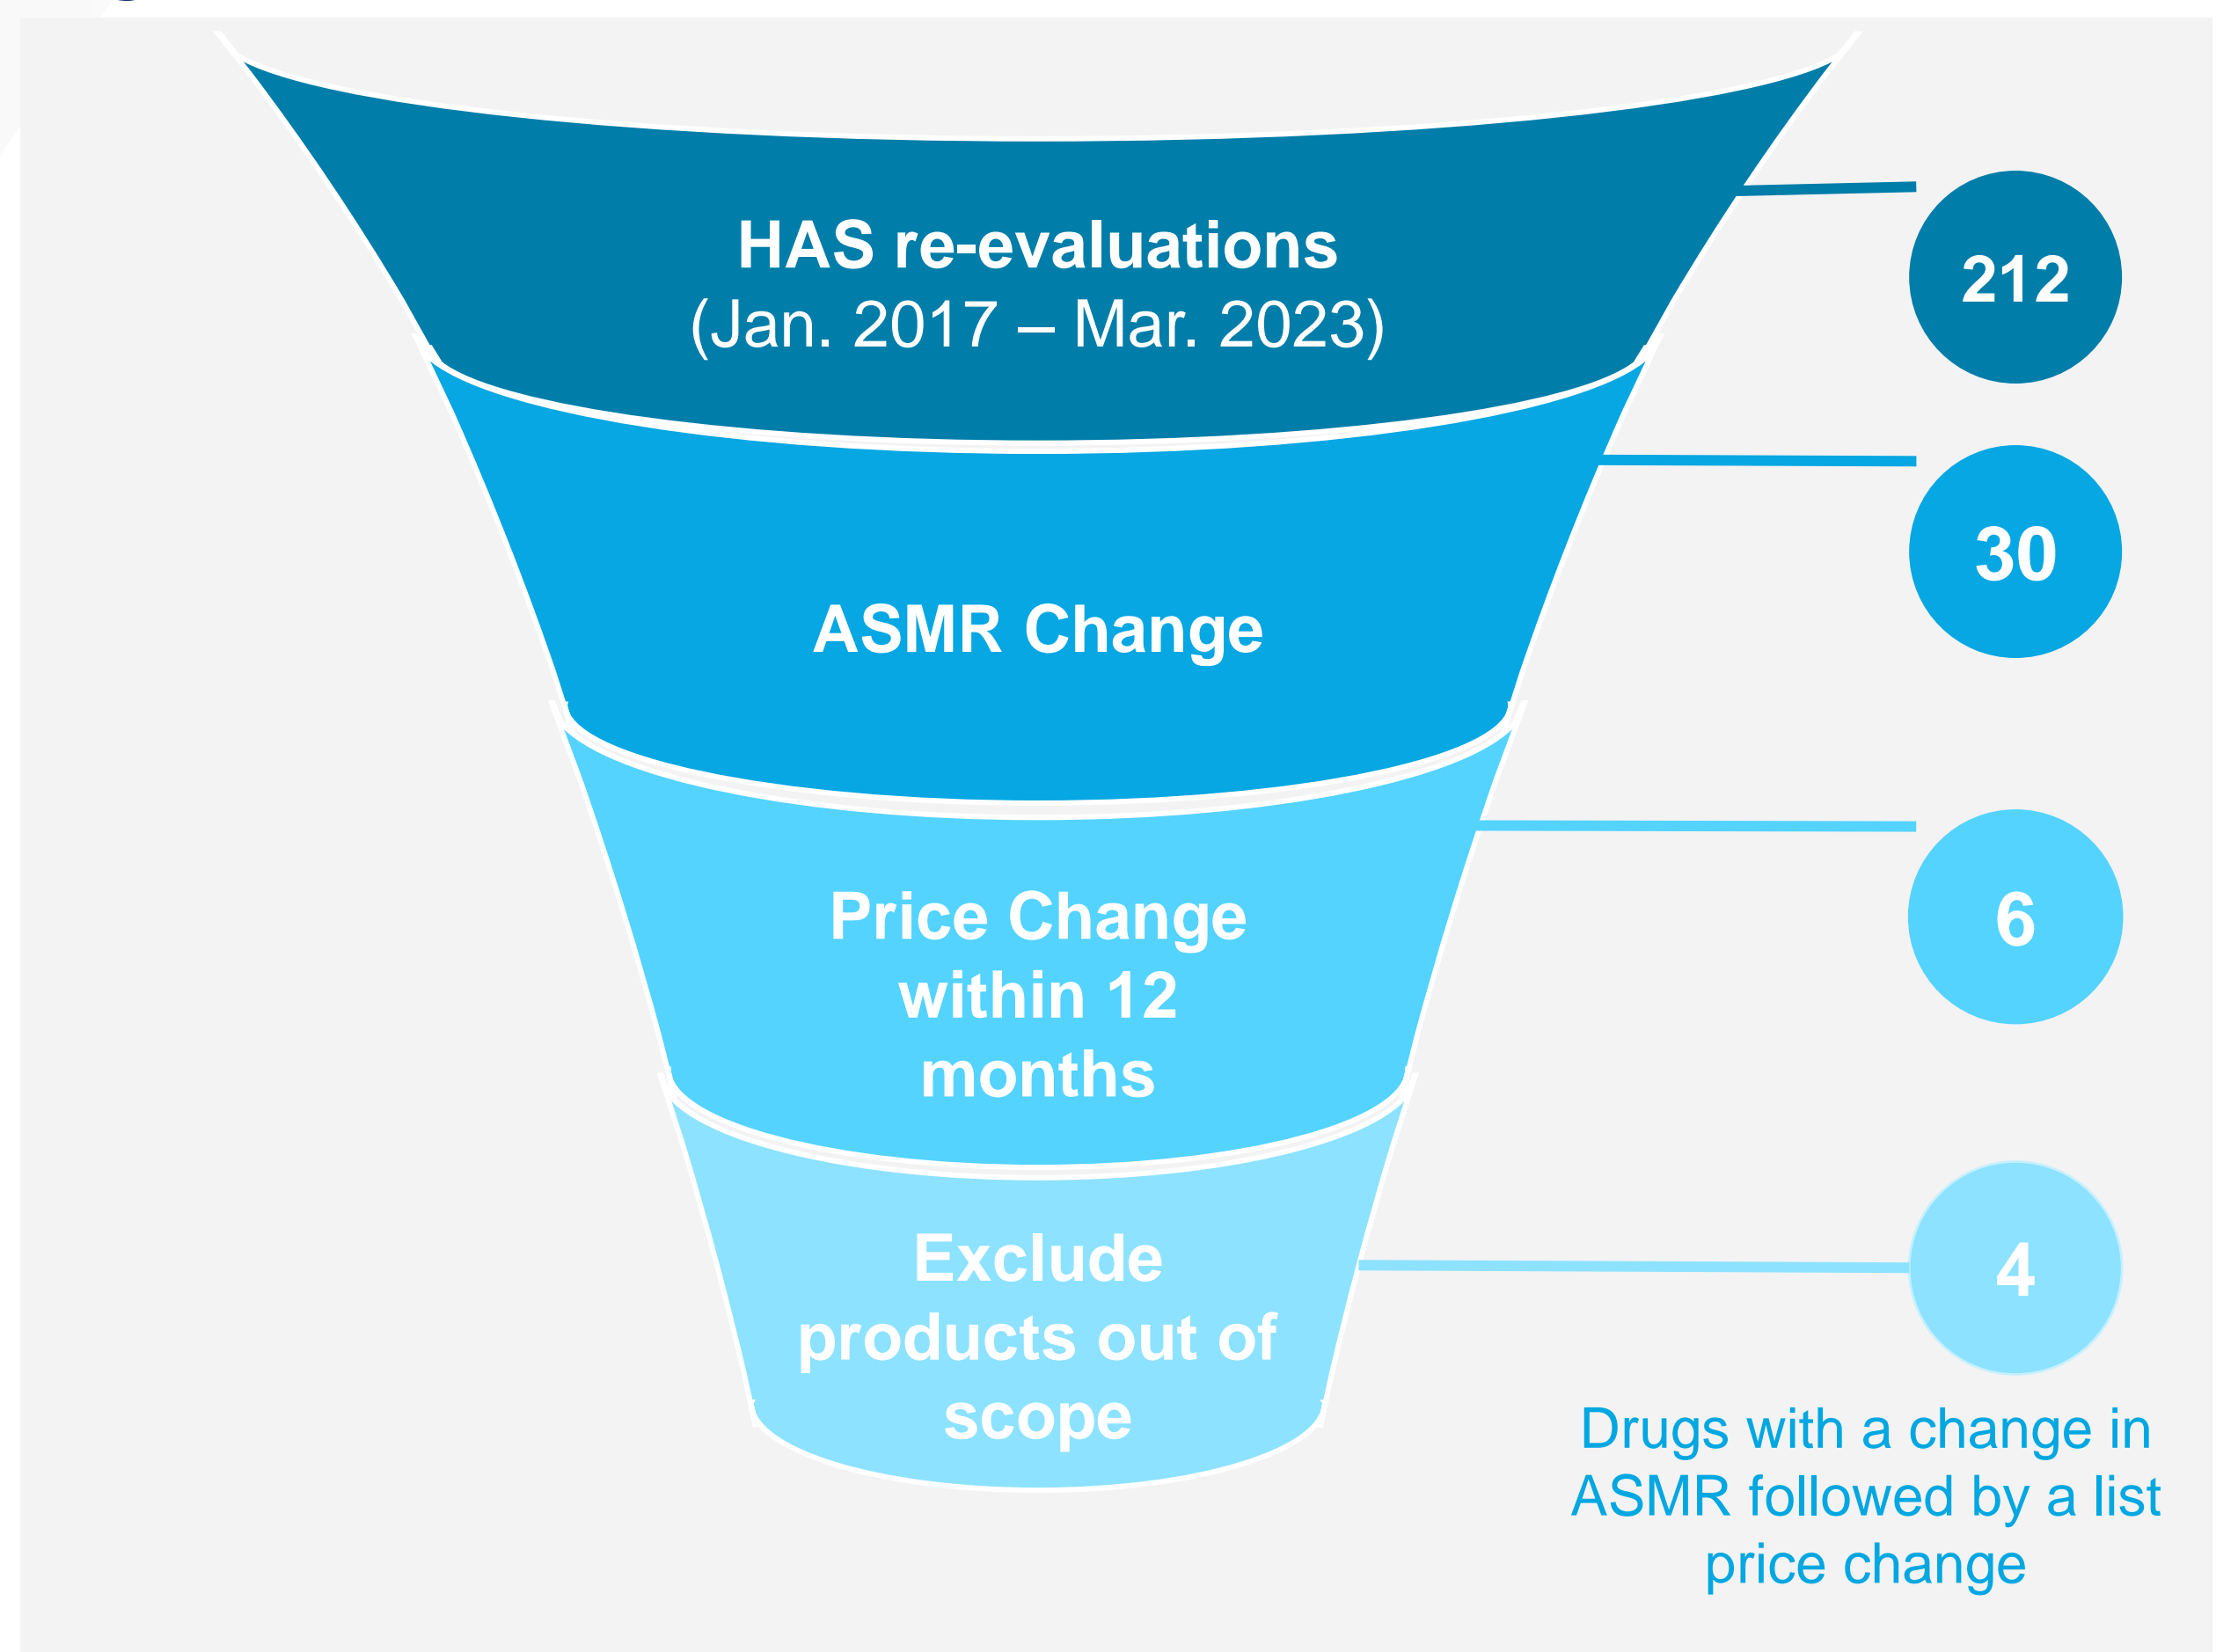 HAS re-evaluations
(Jan. 2017 – Mar. 2023)
212
ASMR Change
30
Price Change
within 12
months
6
Exclude
products out of
scope
4
Drugs with a change in
ASMR followed by a list
price change